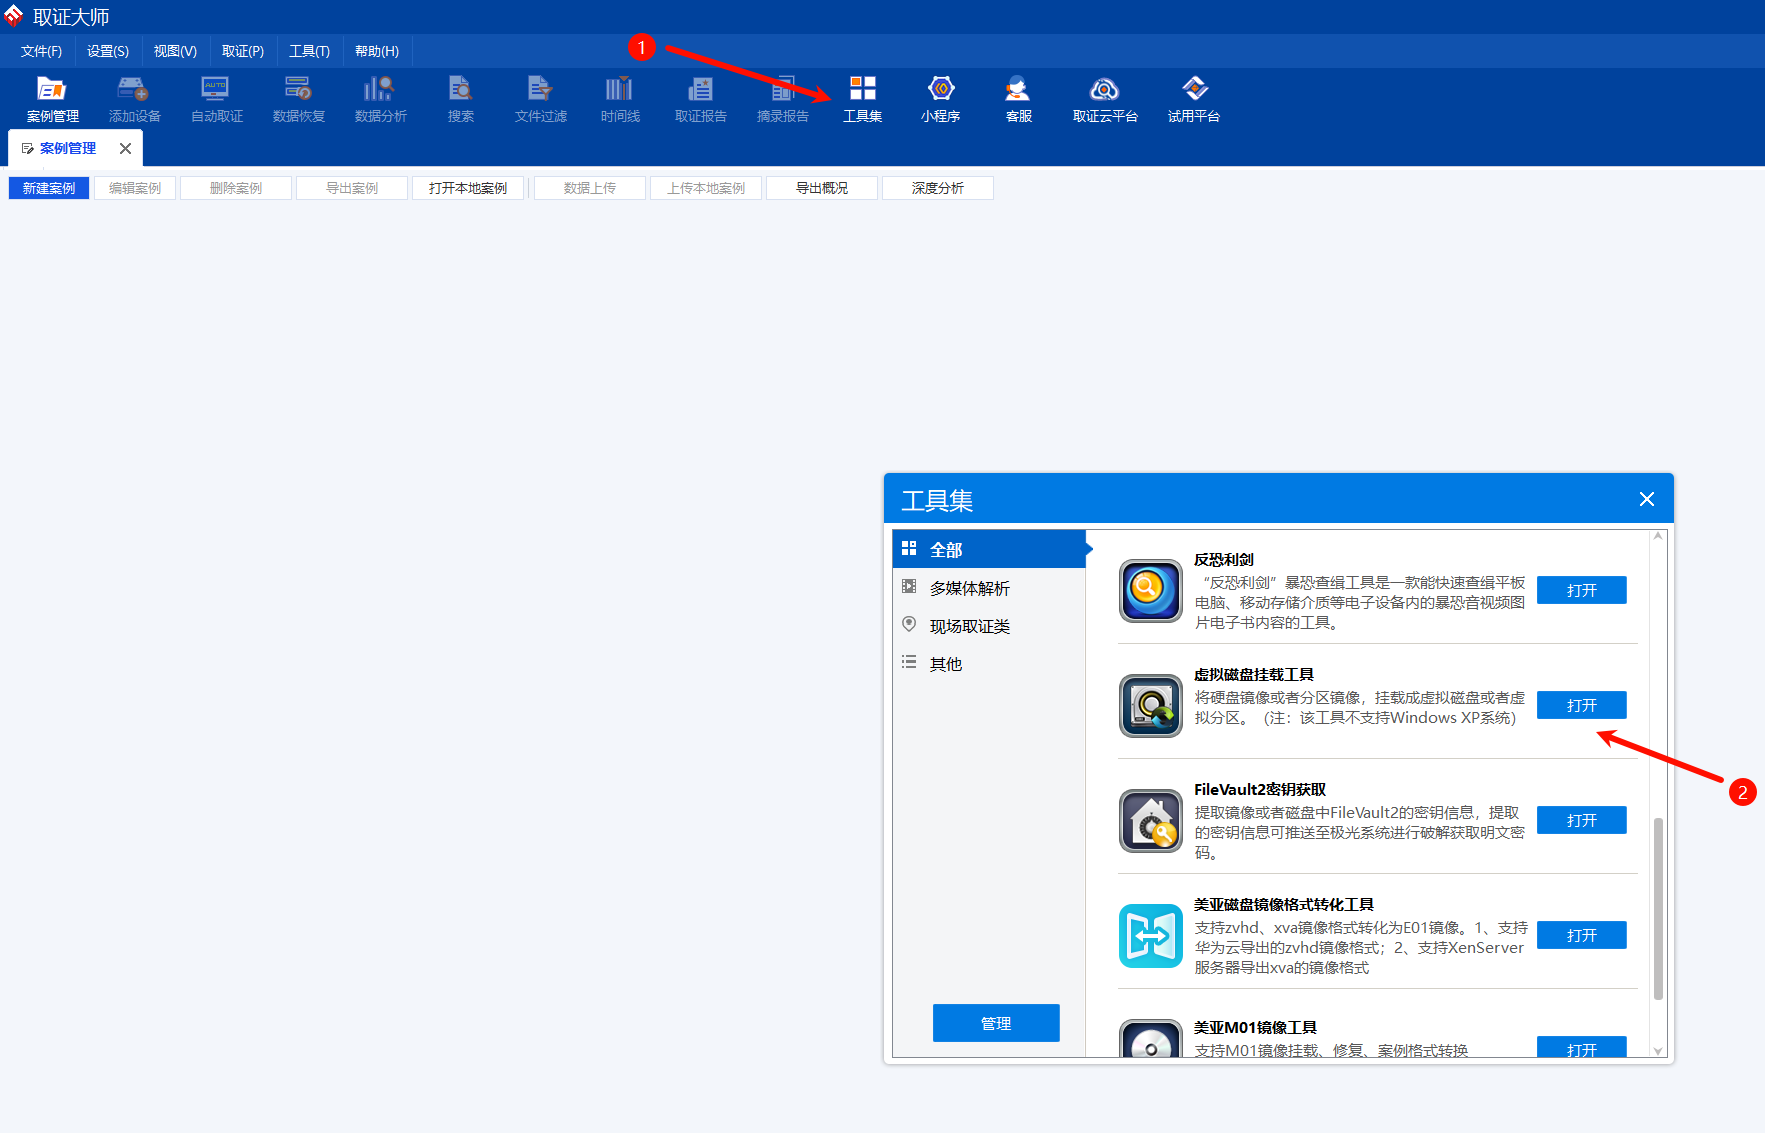 取证大师
文件(F) 设置(S) 视图(V) 取证(P) 工具(T) 帮助(H)
1
AUTO
案例管理 添加设备 自动取证 数据恢复 数据分析 搜索 文件过滤 时间线 取证报告 摘录报告 工具集 小程序 客服 取证云平台 试用平台
案例管理
新建案例 编辑案例 删除案例 导出案例 打开本地案例 数据上传 上传本地案例 导出概况 深度分析
工具集
全部
多媒体解析
现场取证类
其他
管理
反恐利剑
“反恐利剑”暴恐查缉工具是一款能快速查缉平板
电脑、移动存储介质等电子设备内的暴恐音视频图
片电子书内容的工具。
打开
虚拟磁盘挂载工具
将硬盘镜像或者分区镜像，挂载成虚拟磁盘或者虚
拟分区。（注：该工具不支持Windows XP系统）
打开
2
FileVault2密钥获取
提取镜像或者磁盘中FileVault2的密钥信息，提取
的密钥信息可推送至极光系统进行破解获取明文密
码。
打开
美亚磁盘镜像格式转化工具
支持zvhd、xva镜像格式转化为E01镜像。1、支持
华为云导出的zvhd镜像格式；2、支持XenServer
服务器导出xva的镜像格式
打开
美亚M01镜像工具
支持M01镜像挂载、修复、案例格式转换
打开